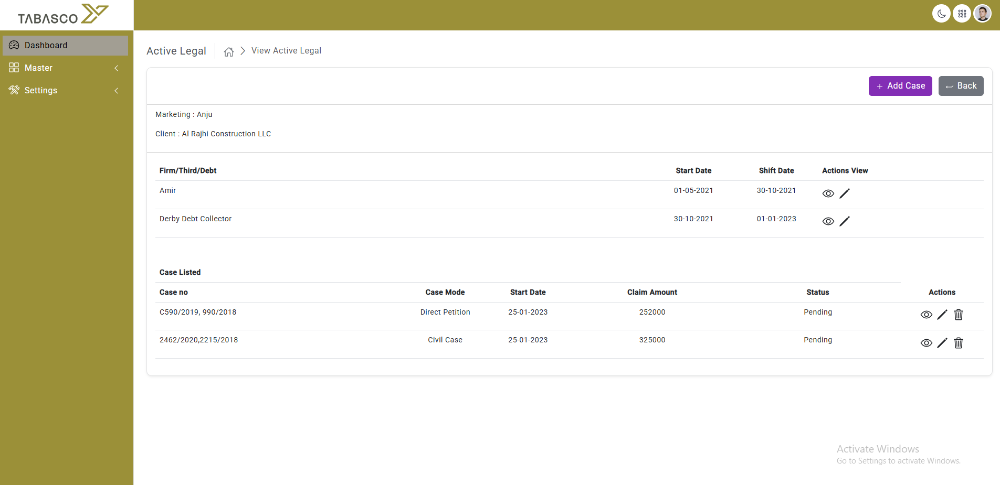 TABASCO
Dashboard
Master
Settings
Active Legal
View Active Legal
Add Case
Back
Marketing : Anju
Client : Al Rajhi Construction LLC
Firm/Third/Debt Start Date Shift Date Actions View
Amir 01-05-2021 30-10-2021
Derby Debt Collector 30-10-2021 01-01-2023
Case Listed
Case no Case Mode Start Date Claim Amount Status Actions
C590/2019, 990/2018 Direct Petition 25-01-2023 252000 Pending
2462/2020,2215/2018 Civil Case 25-01-2023 325000 Pending
Activate Windows
Go to Settings to activate Windows.